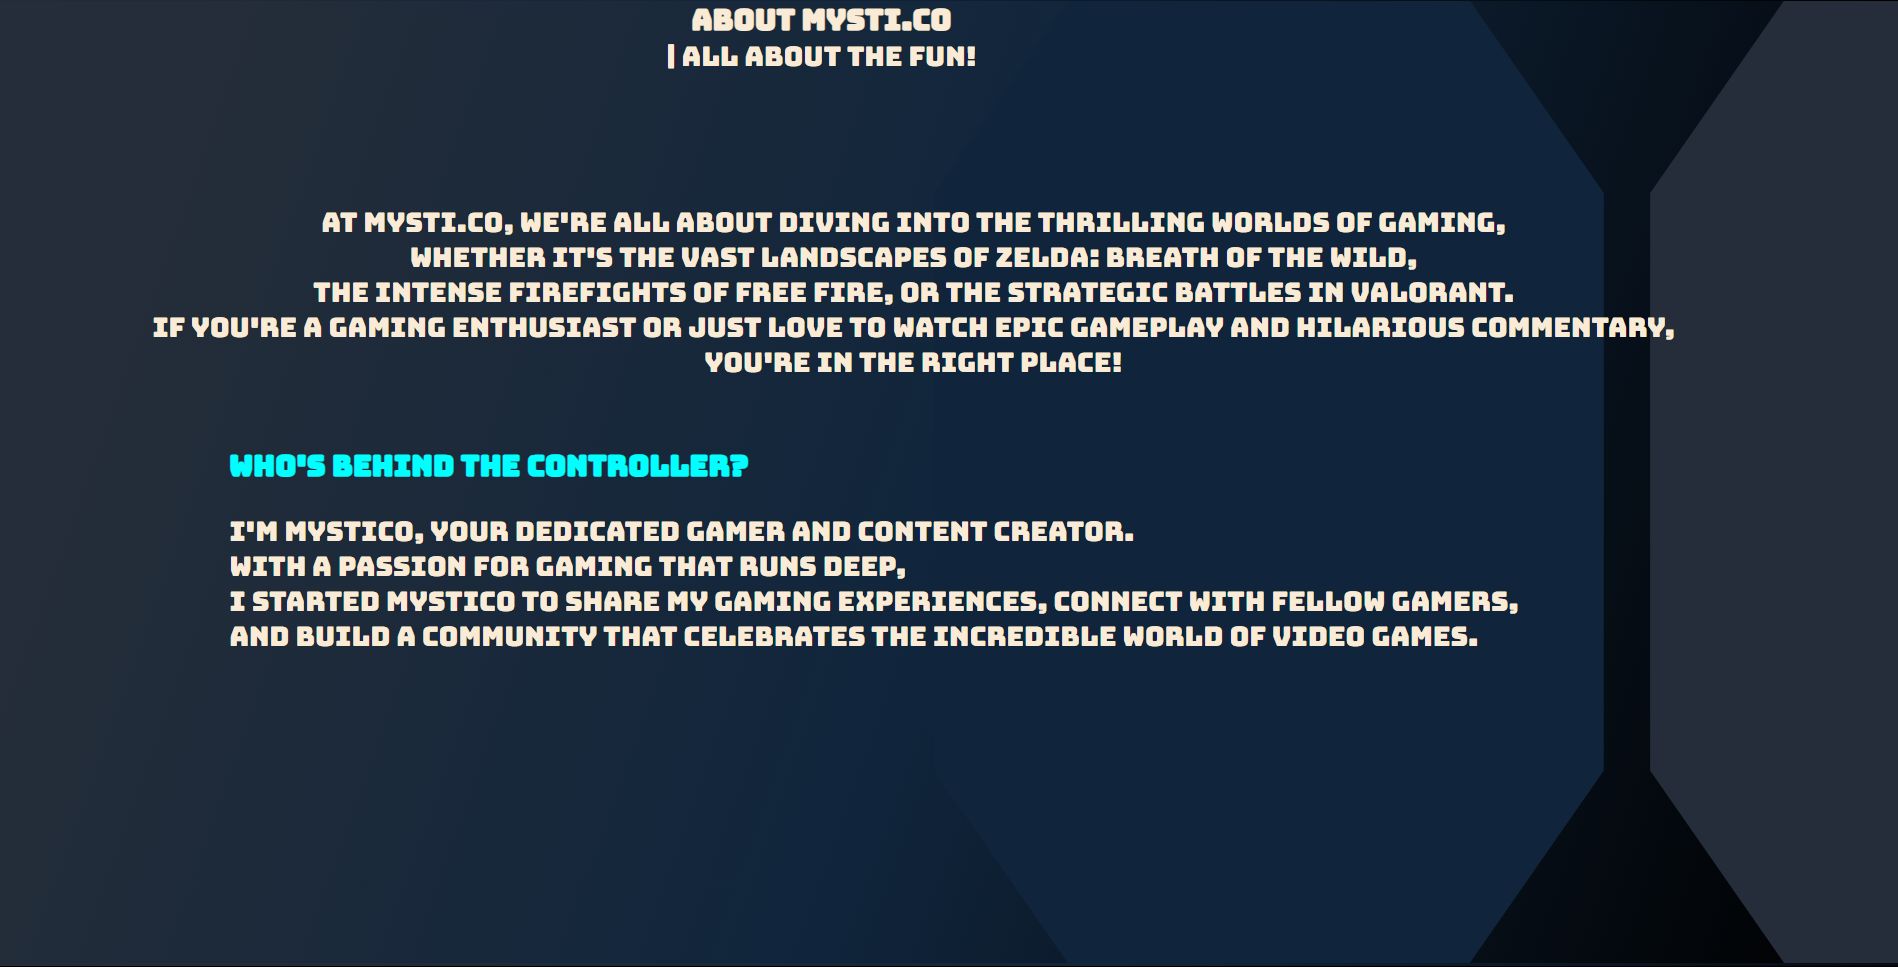 ABOUT MYSTI.CO
| ALL ABOUT THE FUN!
AT MYSTI.CO, WE'RE ALL ABOUT DIVING INTO THE THRILLING WORLDS OF GAMING,
WHETHER IT'S THE VAST LANDSCAPES OF ZELDA: BREATH OF THE WILD,
THE INTENSE FIREFIGHTS OF FREE FIRE, OR THE STRATEGIC BATTLES IN VALORANT.
IF YOU'RE A GAMING ENTHUSIAST OR JUST LOVE TO WATCH EPIC GAMEPLAY AND HILARIOUS COMMENTARY,
YOU'RE IN THE RIGHT PLACE!
WHO'S BEHIND THE CONTROLLER?
I'M MYSTICO, YOUR DEDICATED GAMER AND CONTENT CREATOR.
WITH A PASSION FOR GAMING THAT RUNS DEEP,
I STARTED MYSTICO TO SHARE MY GAMING EXPERIENCES, CONNECT WITH FELLOW GAMERS,
AND BUILD A COMMUNITY THAT CELEBRATES THE INCREDIBLE WORLD OF VIDEO GAMES.